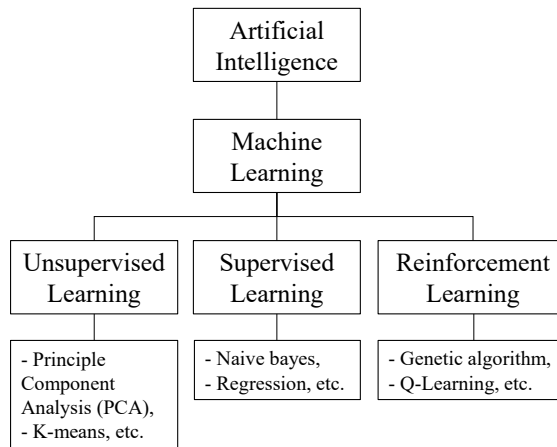 Artificial
Intelligence
Machine
Learning
Unsupervised
Learning
Supervised
Learning
Reinforcement
Learning
- Principle
Component
Analysis (PCA),
- K-means, etc.
- Naive bayes,
- Regression, etc.
- Genetic algorithm,
- Q-Learning, etc.